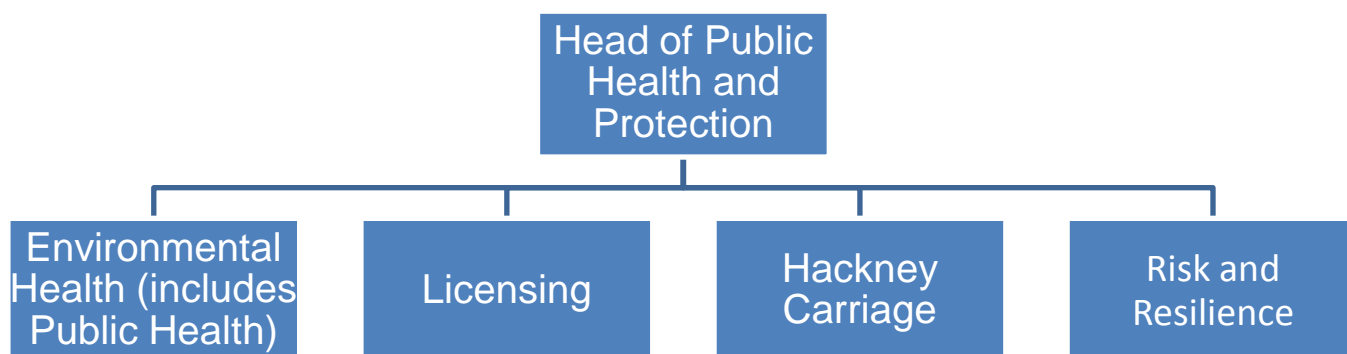 Head of Public
Health and
Protection
Environmental
Health (includes
Public Health)
Licensing
Hackney
Carriage
Risk and
Resilience